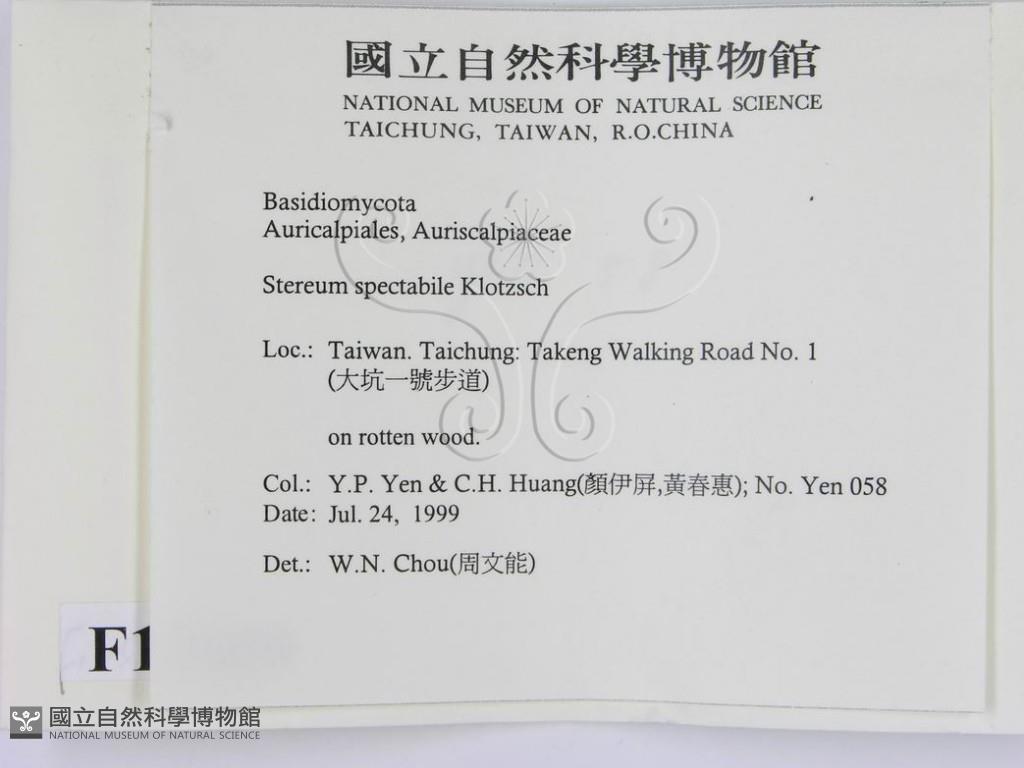 國立自然科學博物館
NATIONAL MUSEUM OF NATURAL SCIENCE
TAICHUNG, TAIWAN, R.O.CHINA
Basidiomycota
Auricalpiales, Auriscalpiaceae
Stereum spectabile Klotzsch
Loc.: Taiwan. Taichung: Takeng Walking Road No. 1
(大坑一號步道)
on rotten wood.
Col.: Y.P. Yen & C.H. Huang(顏伊屏,黃春惠); No. Yen 058
Date: Jul. 24, 1999
Det.: W.N. Chou(周文能)
F1
國立自然科學博物館
NATIONAL MUSEUM OF NATURAL SCIENCE